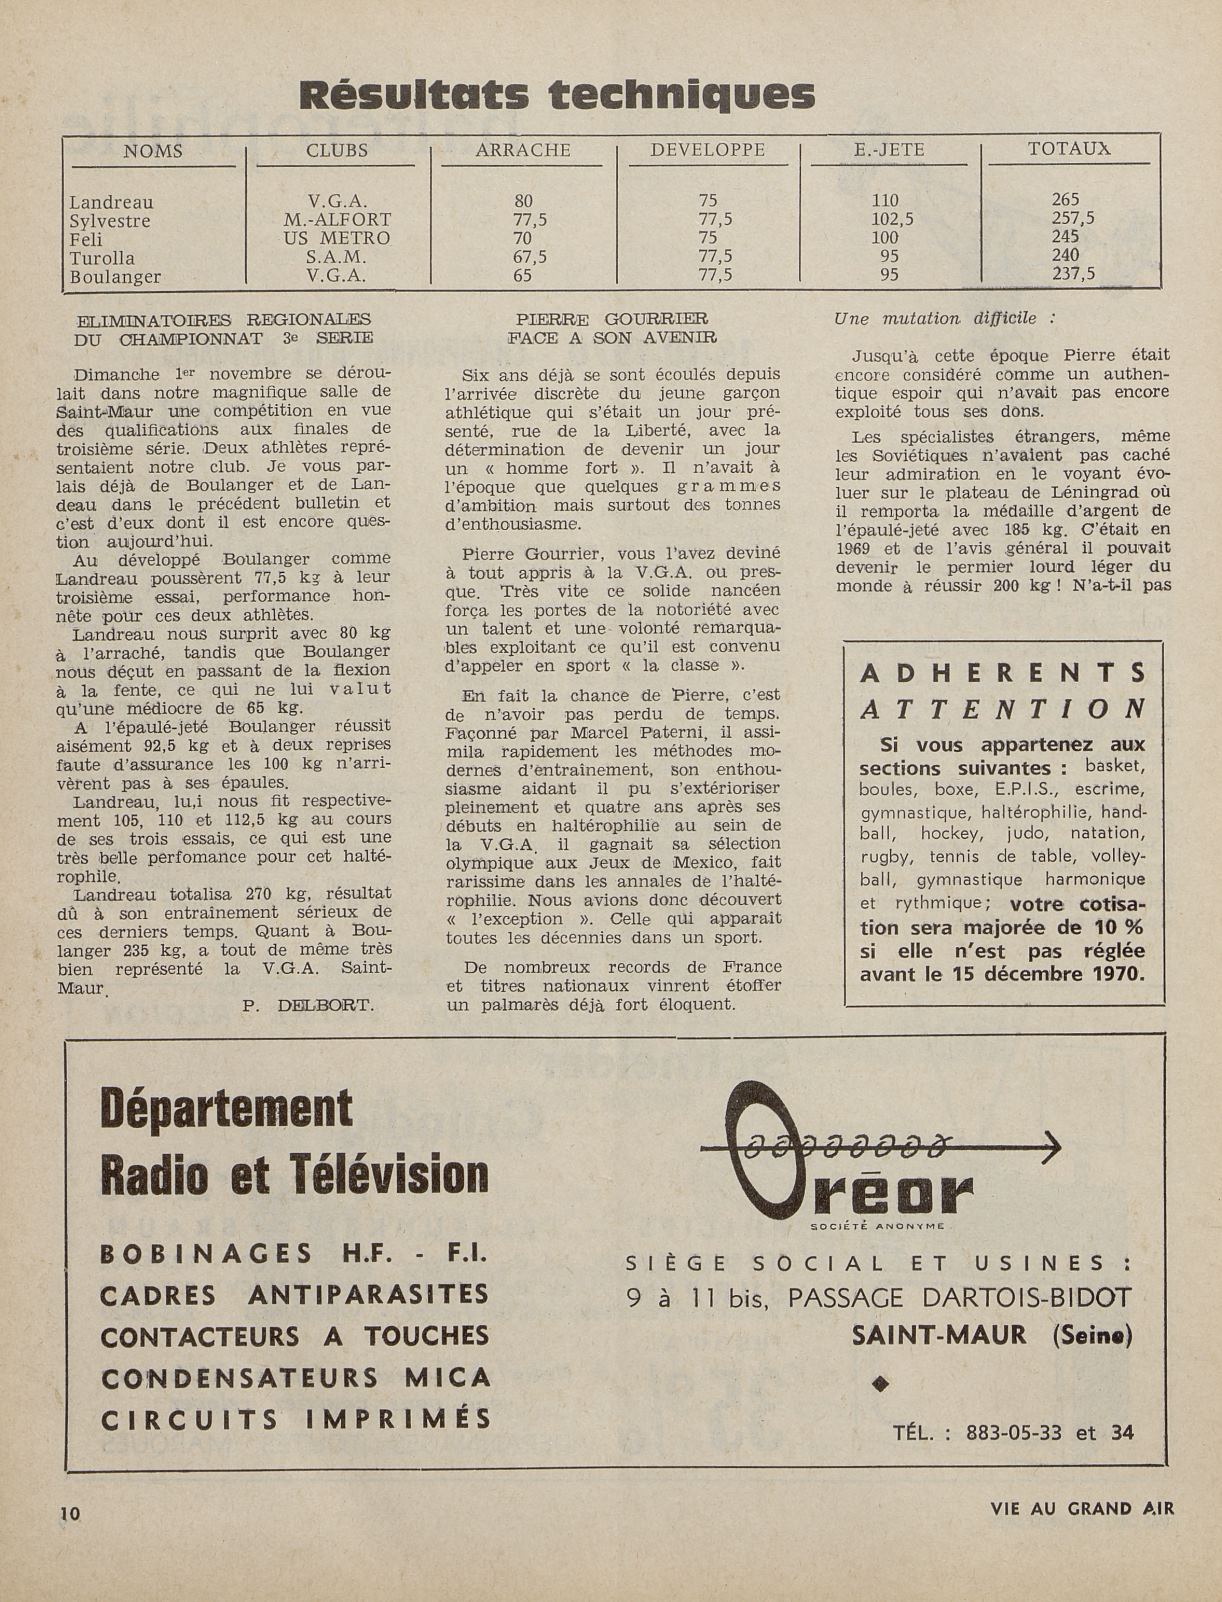 Résultats techniques
NOMS CLUBS ARRACHE DEVELOPPE E.-JETE TOTAUX
Landreau V.G.A. 80 75 110 265
Sylvestre M.-ALFORT 77,5 77,5 102,5 257,5
Feli US METRO 70 75 100 245
Turolla S.A.M. 67,5 77,5 95 240
Boulanger V.G.A. 65 77,5 95 237,5
ELIMINATOIRES REGIONALES
DU CHAMPIONNAT 3e SERIE
Dimanche 1er novembre se dérou-
lait dans notre magnifique salle de
Saint-Maur une compétition en vue
des qualifications aux finales de
troisième série. Deux athlètes repré-
sentaient notre club. Je vous par-
lais déjà de Boulanger et de Lan-
deau dans le précédent bulletin et
c'est d'eux dont il est encore ques-
tion aujourd'hui.
Au développé Boulanger comme
Landreau poussèrent 77,5 kg à leur
troisième essai, performance hon-
nête pour ces deux athlètes.
Landreau nous surprit avec 80 kg
à l'arraché, tandis que Boulanger
nous déçut en passant de la flexion
à la fente, ce qui ne lui valut
qu'une médiocre de 65 kg.
A l'épaulé-jeté Boulanger réussit
aisément 92,5 kg et à deux reprises
faute d'assurance les 100 kg n'arri-
vèrent pas à ses épaules.
Landreau, lu,i nous fit respective-
ment 105, 110 et 112,5 kg au cours
de ses trois essais, ce qui est une
très belle perfomance pour cet halté-
rophile.
Landreau totalisa 270 kg, résultat
dû à son entraînement sérieux de
ces derniers temps. Quant à Bou-
langer 235 kg, a tout de même très
bien représenté la V.G.A. Saint-
Maur.
P. DELBORT.
PIERRE GOURRIER
FACE A SON AVENIR
Six ans déjà se sont écoulés depuis
l'arrivée discrète du jeune garçon
athlétique qui s'était un jour pré-
senté, rue de la Liberté, avec la
détermination de devenir un jour
un « homme fort ». Il n'avait à
l'époque que quelques grammes
d'ambition mais surtout des tonnes
d'enthousiasme.
Pierre Gourrier, vous l'avez deviné
à tout appris à la V.G.A. ou pres-
que. Très vite ce solide nancéen
força les portes de la notoriété avec
un talent et une volonté remarqua-
bles exploitant ce qu'il est convenu
d'appeler en sport « la classe ».
En fait la chance de Pierre, c'est
de n'avoir pas perdu de temps.
Façonné par Marcel Paterni, il assi-
mila rapidement les méthodes mo-
dernes d'entraînement, son enthou-
siasme aidant il pu s'extérioriser
pleinement et quatre ans après ses
débuts en haltérophilie au sein de
la V.G.A. il gagnait sa sélection
olympique aux Jeux de Mexico, fait
rarissime dans les annales de l'halté-
rophilie. Nous avions donc découvert
« l'exception ». Celle qui apparaît
toutes les décennies dans un sport.
De nombreux records de France
et titres nationaux vinrent étoffer
un palmarès déjà fort éloquent.
Une mutation difficile :
Jusqu'à cette époque Pierre était
encore considéré comme un authen-
tique espoir qui n'avait pas encore
exploité tous ses dons.
Les spécialistes étrangers, même
les Soviétiques n'avaient pas caché
leur admiration en le voyant évo-
luer sur le plateau de Léningrad où
il remporta la médaille d'argent de
l'épaulé-jeté avec 185 kg. C'était en
1969 et de l'avis général il pouvait
devenir le permier lourd léger du
monde à réussir 200 kg ! N'a-t-il pas
ADHERENTS
ATTENTION
Si vous appartenez aux
sections suivantes : basket,
boules, boxe, E.P.I.S., escrime,
gymnastique, haltérophilie, hand-
ball, hockey, judo, natation,
rugby, tennis de table, volley-
ball, gymnastique harmonique
et rythmique; votre cotisa-
tion sera majorée de 10 %
si elle n'est pas réglée
avant le 15 décembre 1970.
Département
Radio et Télévision
BOBINAGES H.F. - F.I.
CADRES ANTIPARASITES
CONTACTEURS A TOUCHES
CONDENSATEURS MICA
CIRCUITS IMPRIMÉS
Oréor
SOCIÉTÉ ANONYME
SIÈGE SOCIAL ET USINES :
9 à 11 bis, PASSAGE DARTOIS-BIDOT
SAINT-MAUR (Seine)
TÉL. : 883-05-33 et 34
10
VIE AU GRAND AIR